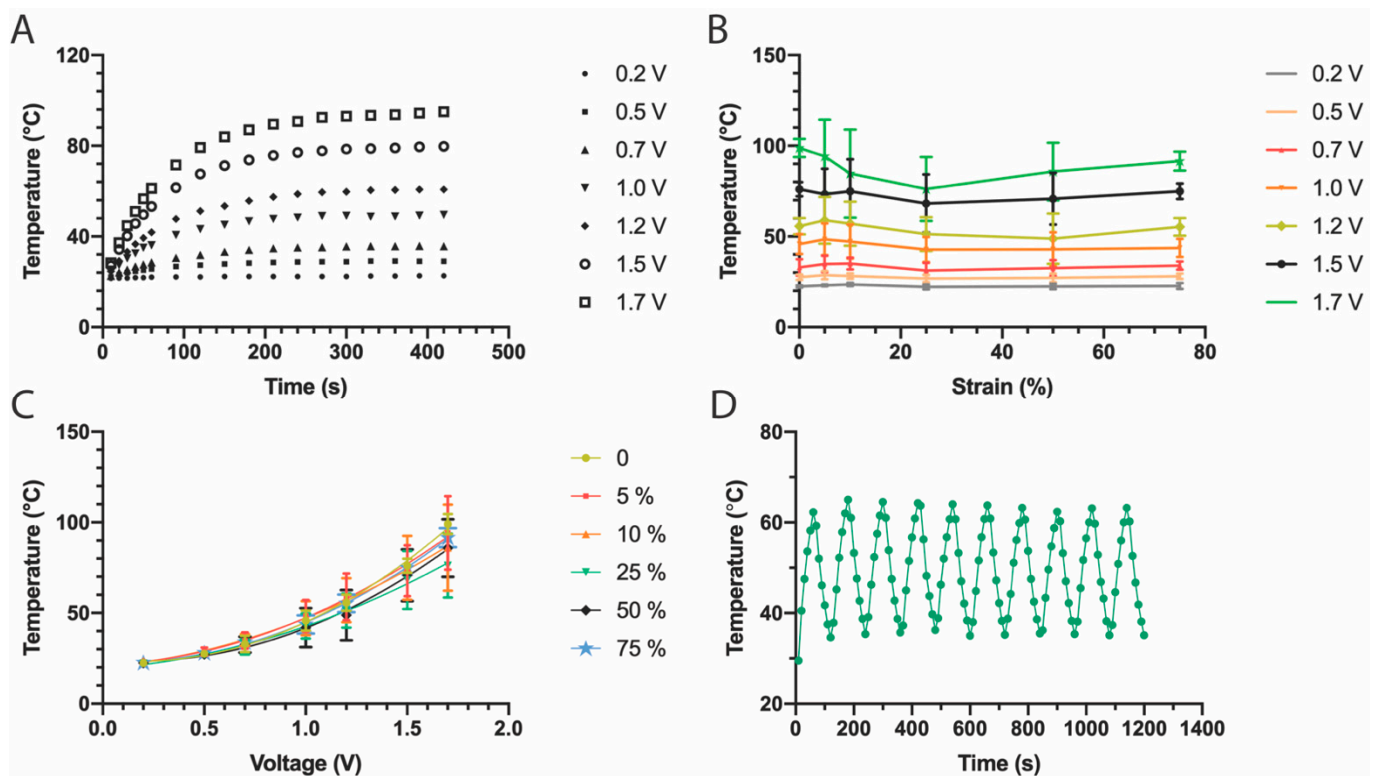 A
Temperature (°C)
120
80
40
0
0 100 200 300 400 500
Time (s)
0.2 V
0.5 V
0.7 V
1.0 V
1.2 V
1.5 V
1.7 V
B
Temperature (°C)
150
100
50
0
0 20 40 60 80
Strain (%)
0.2 V
0.5 V
0.7 V
1.0 V
1.2 V
1.5 V
1.7 V
C
Temperature (°C)
150
100
50
0
0.0 0.5 1.0 1.5 2.0
Voltage (V)
0
5 %
10 %
25 %
50 %
75 %
D
Temperature (°C)
80
60
40
20
0 200 400 600 800 1000 1200 1400
Time (s)